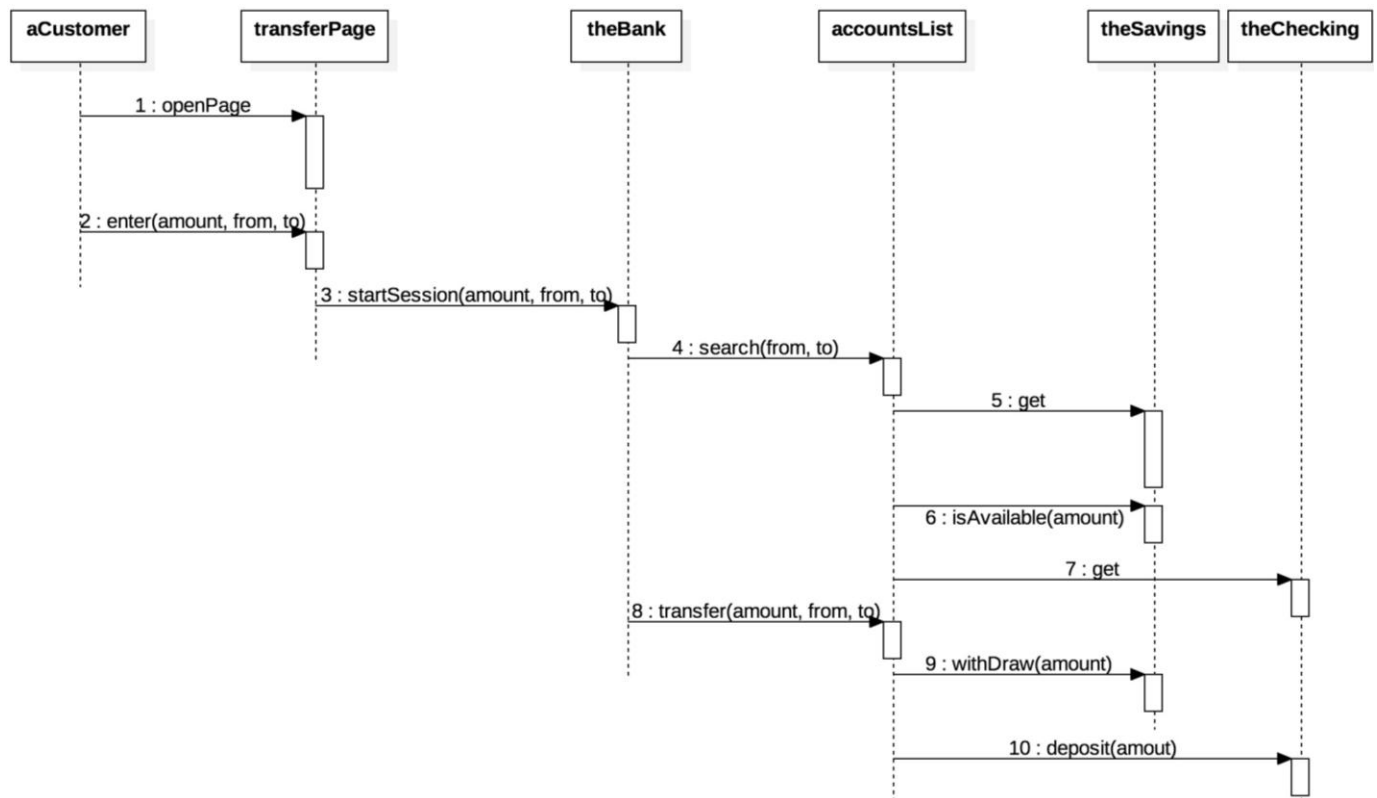 aCustomer
transferPage
theBank
accountsList
theSavings
theChecking
1 : openPage
2 : enter(amount, from, to)
3 : startSession(amount, from, to)
4 : search(from, to)
5 : get
6 : isAvailable(amount)
7 : get
8 : transfer(amount, from, to)
9 : withDraw(amount)
10 : deposit(amout)